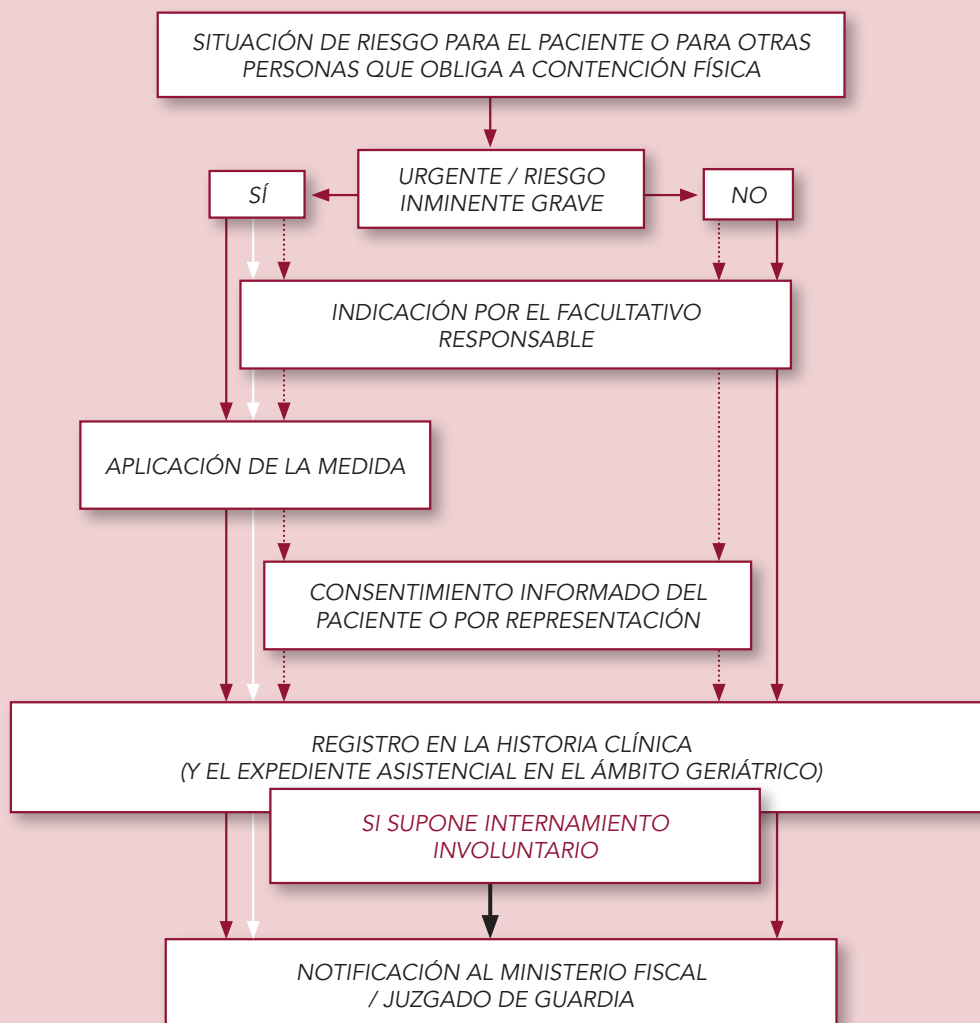 SITUACIÓN DE RIESGO PARA EL PACIENTE O PARA OTRAS
PERSONAS QUE OBLIGA A CONTENCIÓN FÍSICA
URGENTE / RIESGO
INMINENTE GRAVE
SÍ
NO
INDICACIÓN POR EL FACULTATIVO
RESPONSABLE
APLICACIÓN DE LA MEDIDA
CONSENTIMIENTO INFORMADO DEL
PACIENTE O POR REPRESENTACIÓN
REGISTRO EN LA HISTORIA CLÍNICA
(Y EL EXPEDIENTE ASISTENCIAL EN EL ÁMBITO GERIÁTRICO)
SI SUPONE INTERNAMIENTO
INVOLUNTARIO
NOTIFICACIÓN AL MINISTERIO FISCAL
/ JUZGADO DE GUARDIA